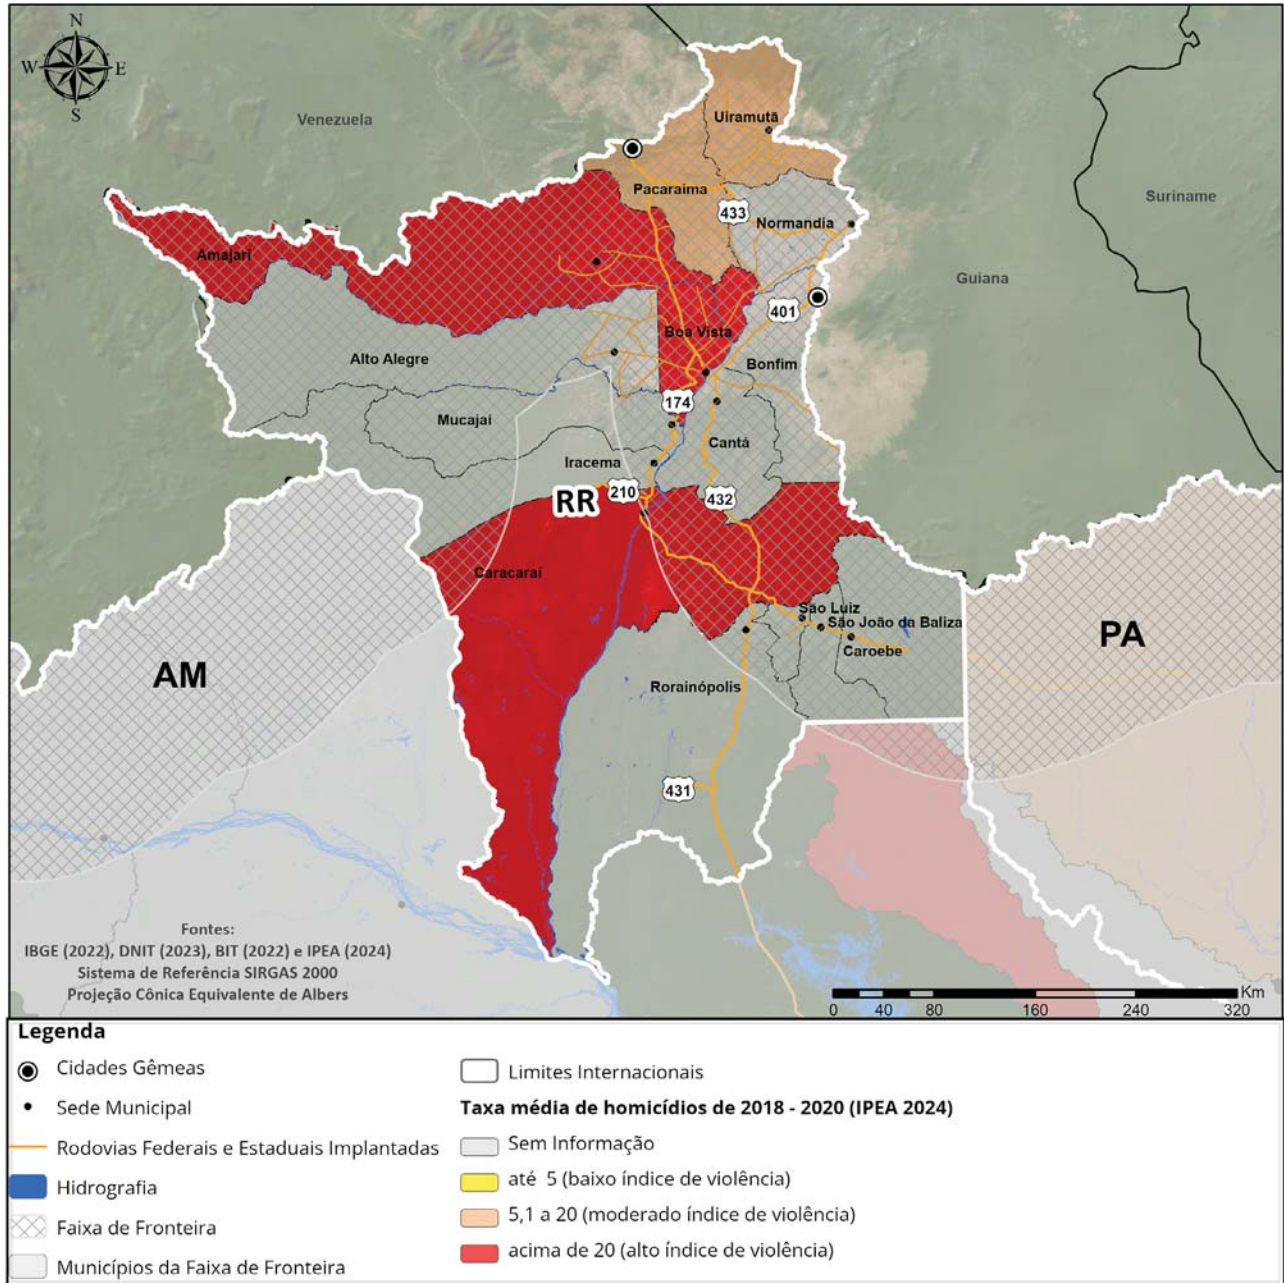 N
W E
S
Venezuela
Uiramutã
Pacaraima
Suriname
433
Normandia
Amajari
Guiana
401
Boa Vista
Alto Alegre
Bonfim
174
Mucajai
Cantá
Iracema
210
432
RR
Caracarai
São Luiz
São João da Baliza
Caroebe
AM
PA
Rorainópolis
431
Fontes:
IBGE (2022), DNIT (2023), BIT (2022) e IPEA (2024)
Sistema de Referência SIRGAS 2000
Projeção Cônica Equivalente de Albers
Km
0 40 80 160 240 320
Legenda
Cidades Gêmeas
Sede Municipal
Rodovias Federais e Estaduais Implantadas
Hidrografia
Faixa de Fronteira
Municípios da Faixa de Fronteira
Limites Internacionais
Taxa média de homicídios de 2018 - 2020 (IPEA 2024)
Sem Informação
até 5 (baixo índice de violência)
5,1 a 20 (moderado índice de violência)
acima de 20 (alto índice de violência)